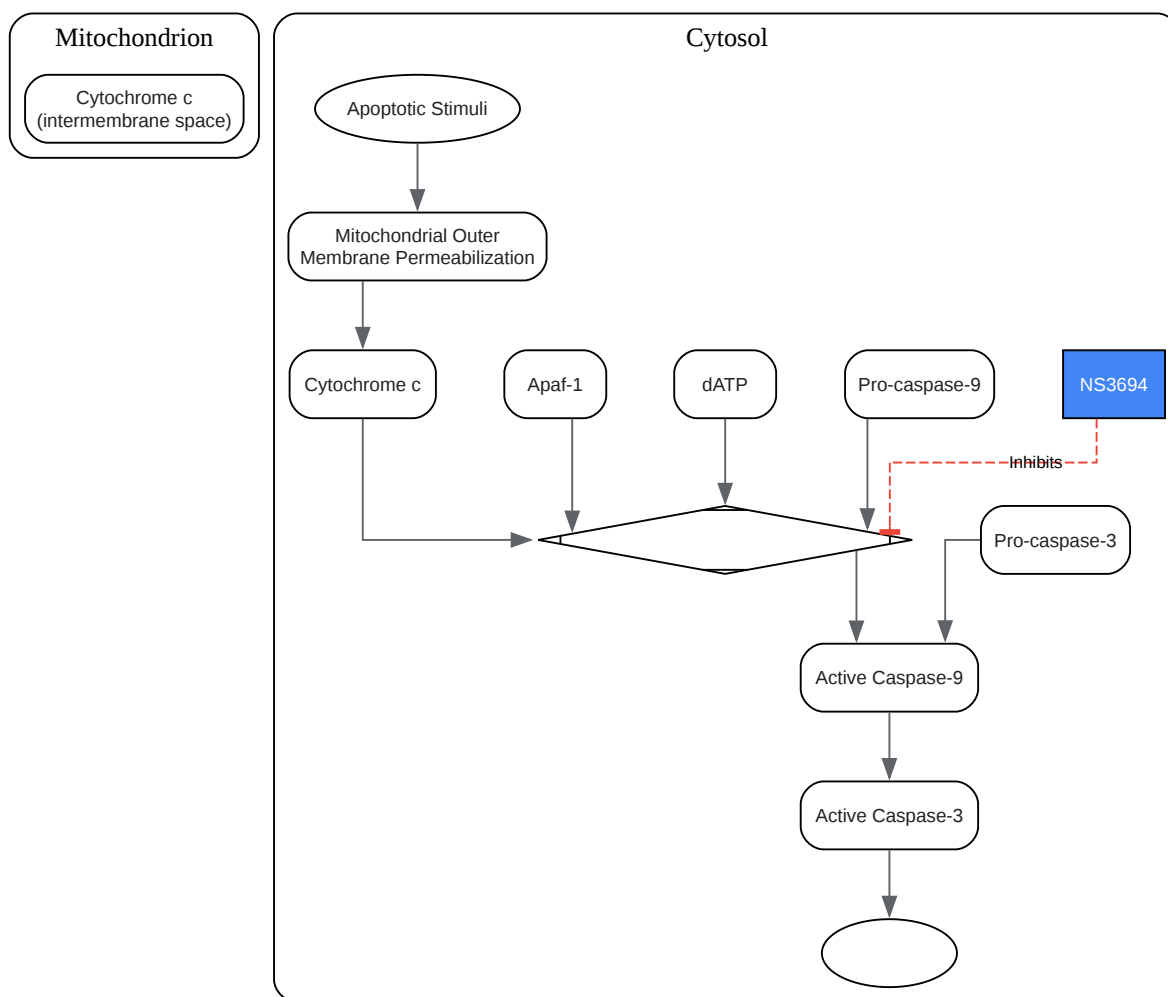 Mitochondrion
Cytosol
Cytochrome c
(intermembrane space)
Apoptotic Stimuli
Mitochondrial Outer
Membrane Permeabilization
Cytochrome c
Apaf-1
dATP
Pro-caspase-9
NS3694
Inhibits
Pro-caspase-3
Active Caspase-9
Active Caspase-3